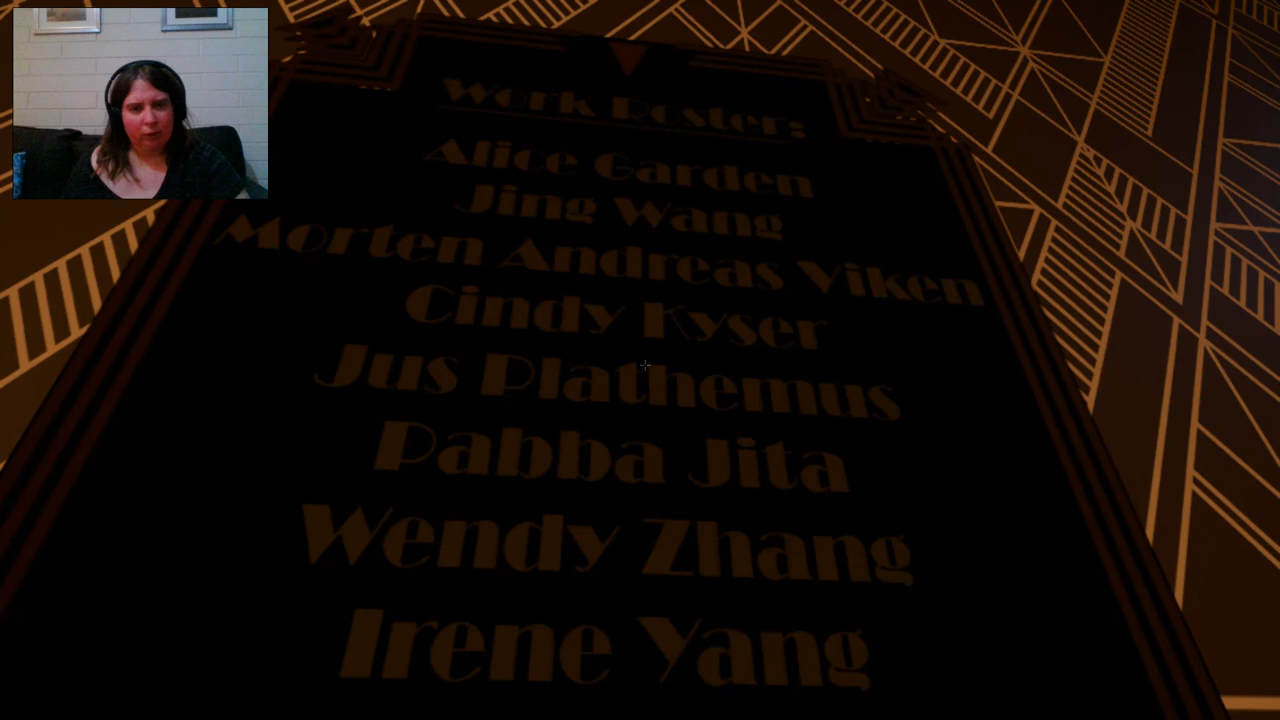 Work Roster:
Alice Garden
Jing Wang
Morten Andreas Viken
Cindy Kyser
Jus Plathemus
Pabba Jita
Wendy Zhang
Irene Yang